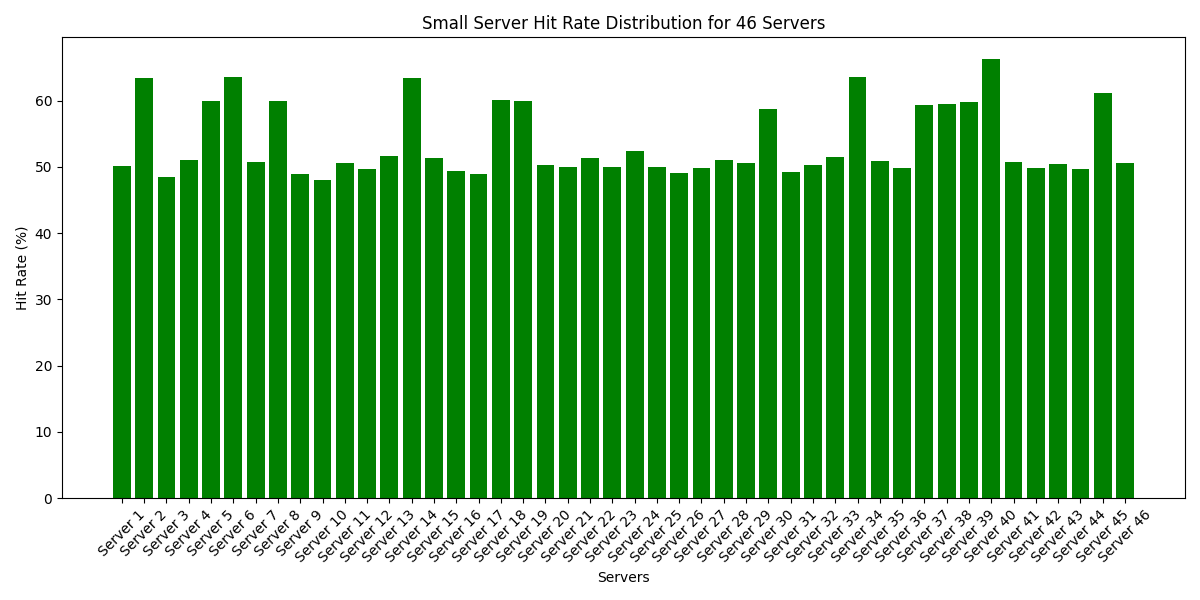 Small Server Hit Rate Distribution for 46 Servers
Hit Rate (%)
60
50
40
30
20
10
0
Server 1
Server 2
Server 3
Server 4
Server 5
Server 6
Server 7
Server 8
Server 9
Server 10
Server 11
Server 12
Server 13
Server 14
Server 15
Server 16
Server 17
Server 18
Server 19
Server 20
Server 21
Server 22
Server 23
Server 24
Server 25
Server 26
Server 27
Server 28
Server 29
Server 30
Server 31
Server 32
Server 33
Server 34
Server 35
Server 36
Server 37
Server 38
Server 39
Server 40
Server 41
Server 42
Server 43
Server 44
Server 45
Server 46
Servers